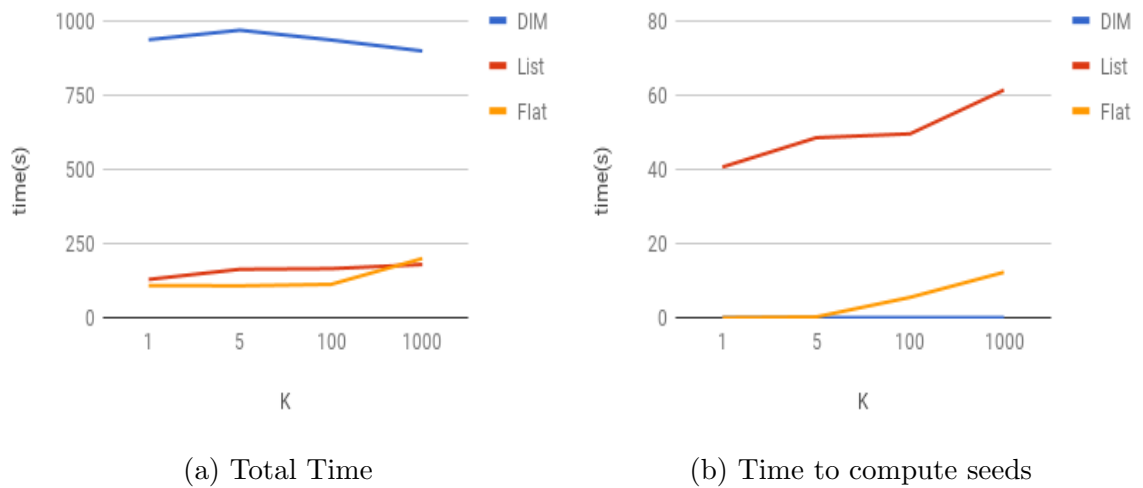 1000
750
500
250
0
time(s)
1 5 100 1000
K
DIM
List
Flat
(a) Total Time
80
60
40
20
0
time(s)
1 5 100 1000
K
DIM
List
Flat
(b) Time to compute seeds